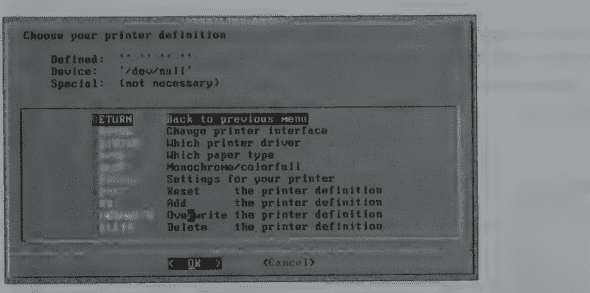 Choose your printer definition
Defined: '' '' '' ''
Device: '/dev/null'
Special: (not necessary)
RETURN Back to previous menu
Change printer interface
Which printer driver
Which paper type
Monochrome/colorfull
Settings for your printer
Reset the printer definition
Add the printer definition
Overwrite the printer definition
Delete the printer definition
< OK > <Cancel>